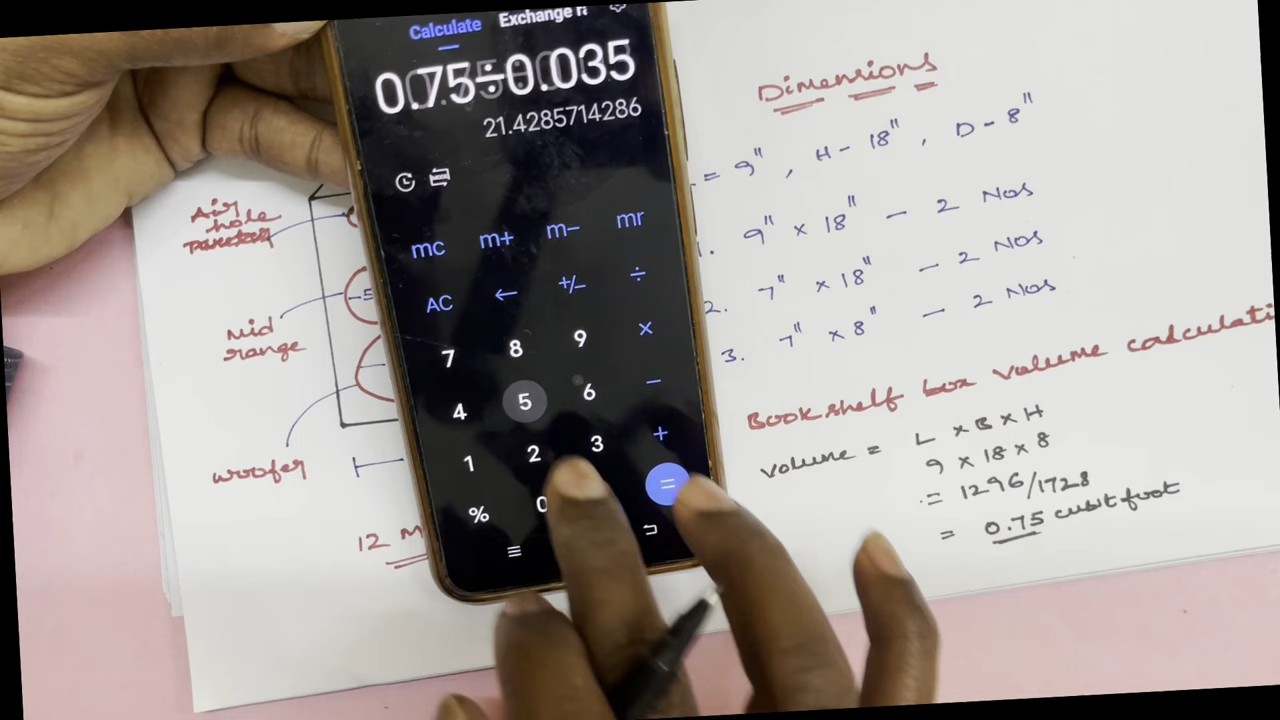 Calculate Exchange
0.75÷0.035
21.4285714286
mc m+ m– mr
AC ← +/– ÷
7 8 9 ×
4 5 6 –
1 2 3 +
% 0 =
Air
hole
Mid
range
woofer
12 M
Dimensions
= 9" , H - 18" , D - 8"
1. 9" × 18" - 2 Nos
2. 7" × 18" - 2 Nos
3. 7" × 8" - 2 Nos
Bookshelf box volume calculati
volume = L × B × H
9 × 18 × 8
= 1296/1728
= 0.75 cubit foot